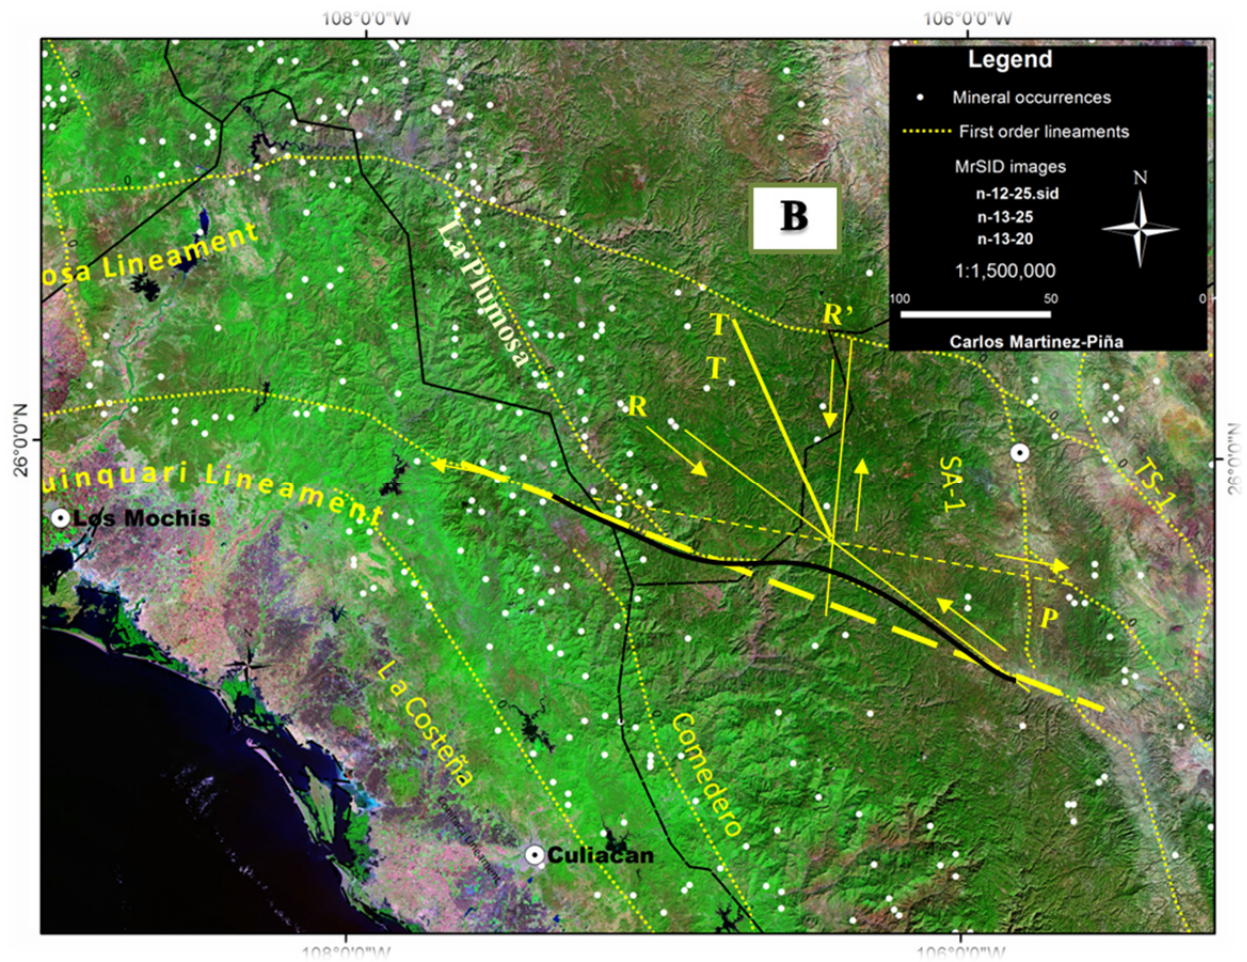 108°0'0"W
106°0'0"W
Legend
Mineral occurrences
First order lineaments
MrSID images
n-12-25.sid
n-13-25
n-13-20
1:1,500,000
100 50 0
Carlos Martinez-Piña
N
B
osa Lineament
La Plumosa
T
T
R'
R
26°0'0"N
26°0'0"N
SA-1
TS-1
uinquari Lineament
Los Mochis
P
La Costeña
Comedero
Culiacan
108°0'0"W
106°0'0"W